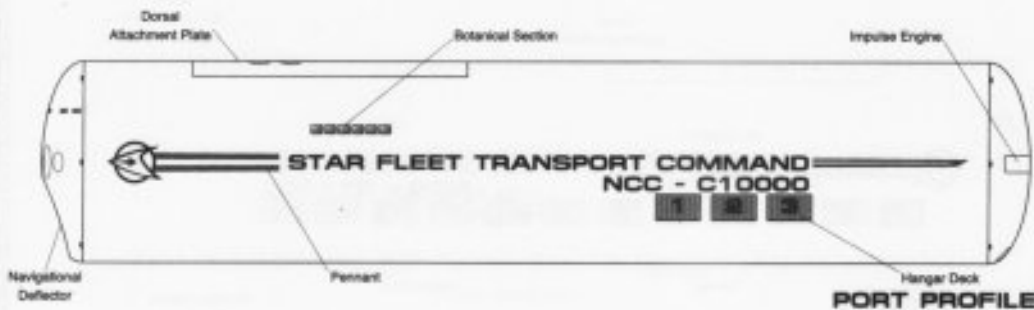 Dorsal
Attachment Plate
Botanical Section
Impulse Engine
STAR FLEET TRANSPORT COMMAND
NCC - C10000
1 2 3
Navigational
Deflector
Pennant
Hangar Deck
PORT PROFILE